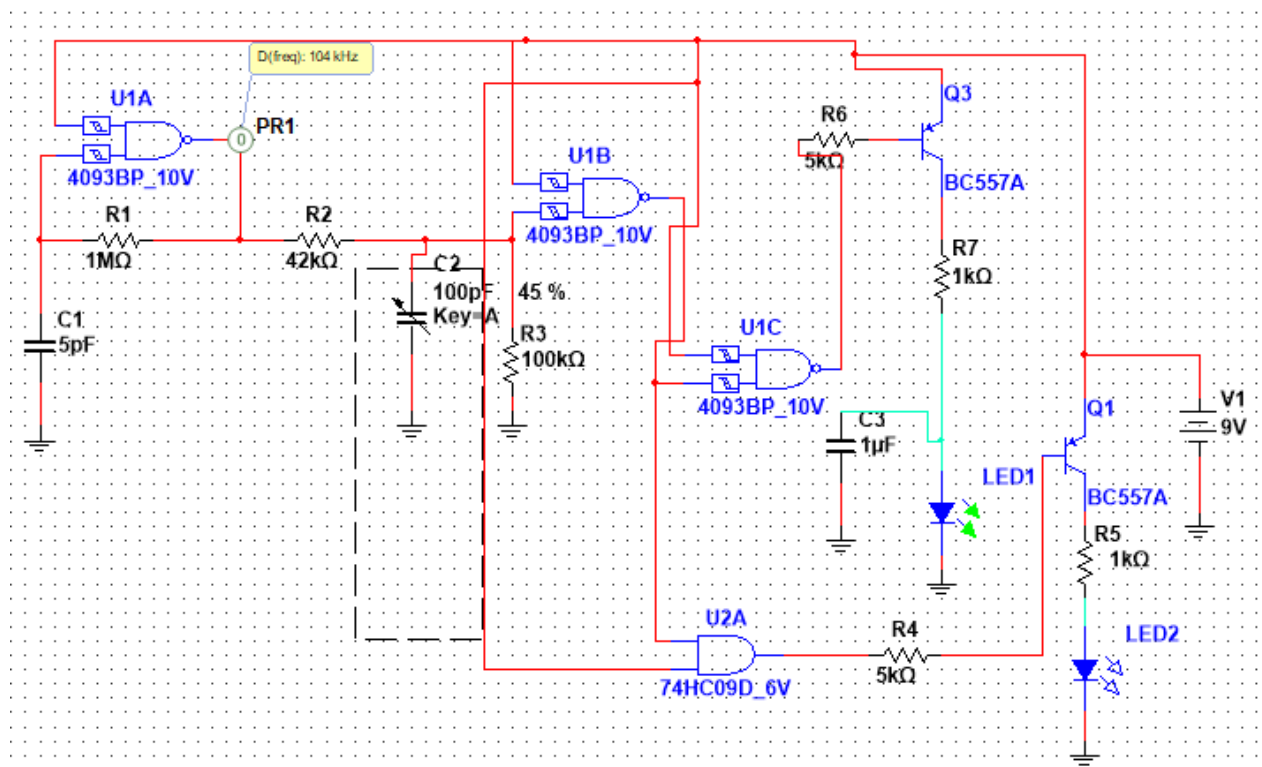 D(freq): 104 kHz
U1A
0
PR1
4093BP_10V
R1
1MΩ
R2
42kΩ
C1
5pF
C2
100pF
45 %
Key=A
R3
100kΩ
U1B
4093BP_10V
U1C
4093BP_10V
R6
5kΩ
Q3
BC557A
R7
1kΩ
C3
1µF
LED1
Q1
BC557A
V1
9V
R5
1kΩ
LED2
U2A
74HC09D_6V
R4
5kΩ